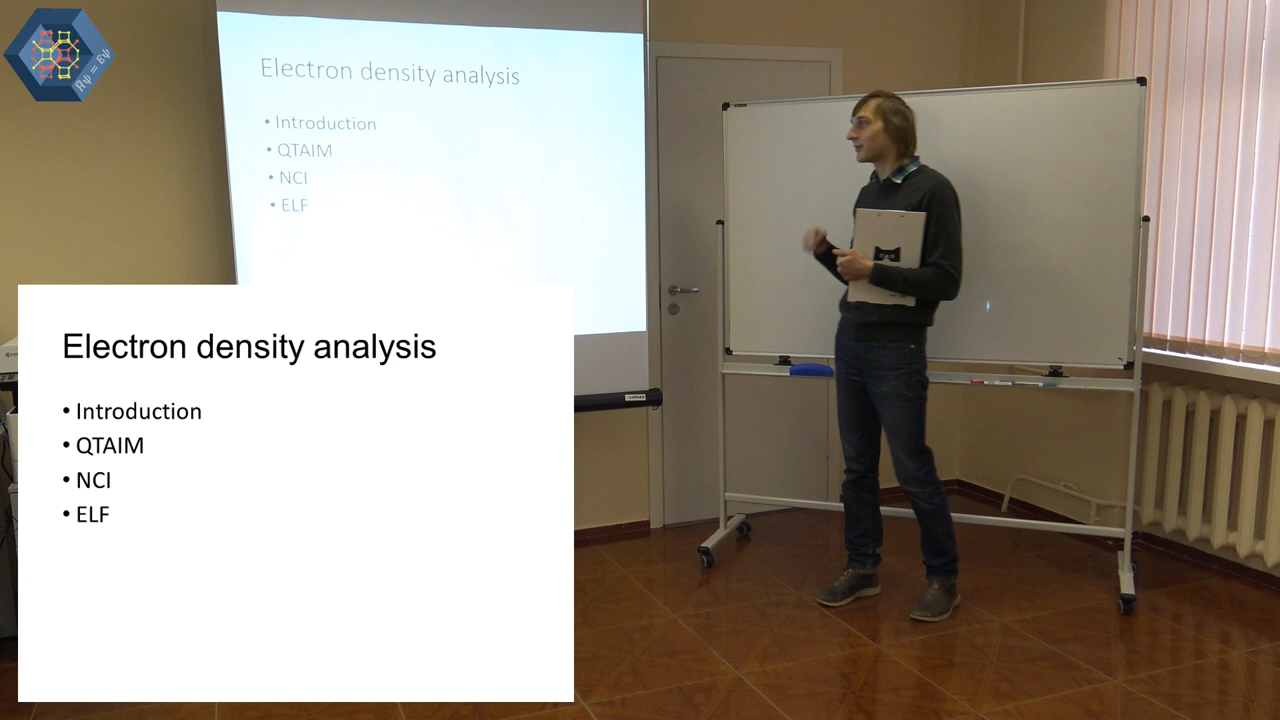 Ĥψ = Eψ
Electron density analysis
• Introduction
• QTAIM
• NCI
• ELF
Electron density analysis
• Introduction
• QTAIM
• NCI
• ELF